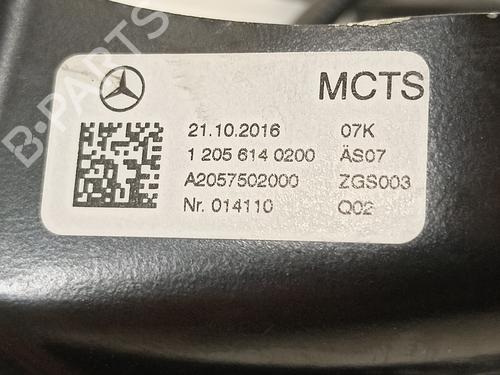 MCTS
21.10.2016 07K
1 205 614 0200 ÄS07
A2057502000 ZGS003
Nr. 014110 Q02
B-PARTS